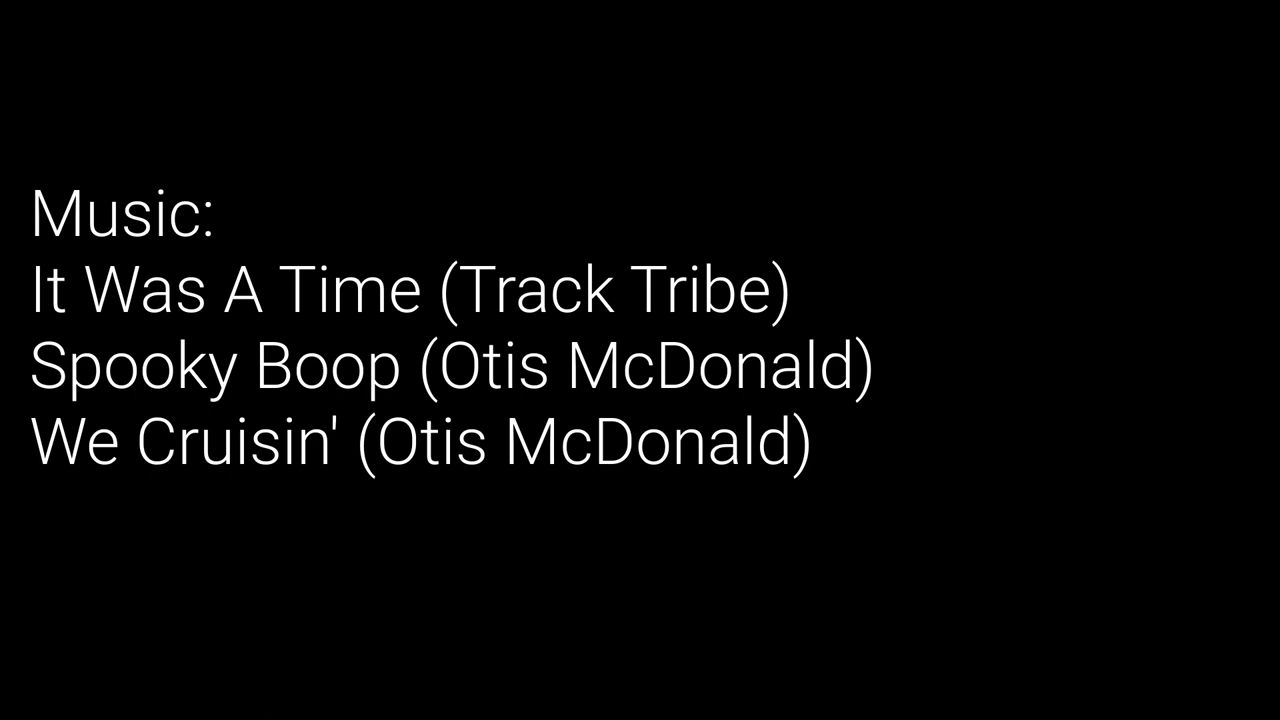 Music:
It Was A Time (Track Tribe)
Spooky Boop (Otis McDonald)
We Cruisin' (Otis McDonald)